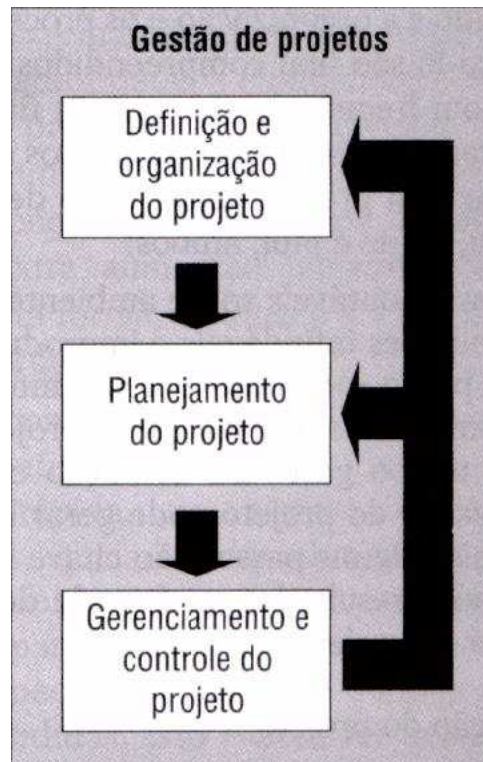 Gestão de projetos
Definição e
organização
do projeto
Planejamento
do projeto
Gerenciamento e
controle do
projeto